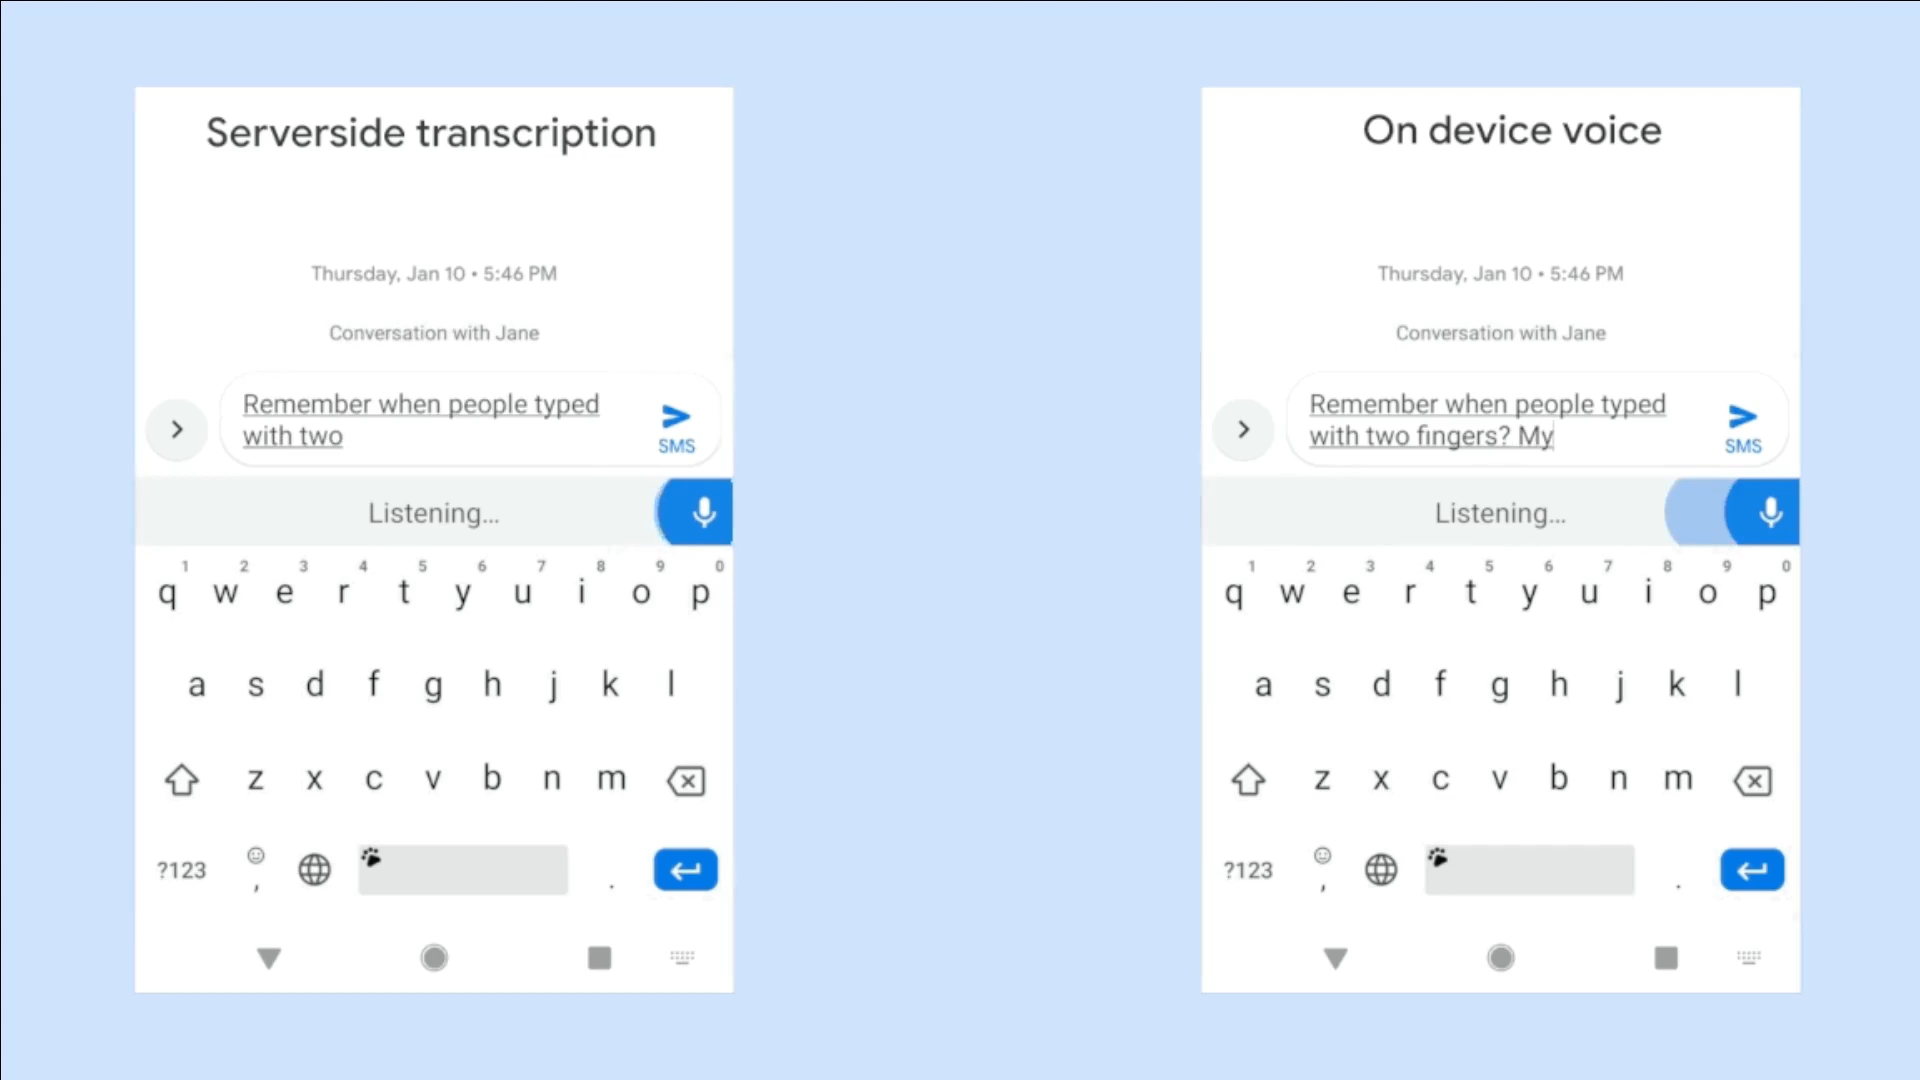 Serverside transcription
Thursday, Jan 10 • 5:46 PM
Conversation with Jane
Remember when people typed
with two
SMS
Listening...
1 2 3 4 5 6 7 8 9 0
q w e r t y u i o p
a s d f g h j k l
z x c v b n m
?123 , .
On device voice
Thursday, Jan 10 • 5:46 PM
Conversation with Jane
Remember when people typed
with two fingers? My
SMS
Listening...
1 2 3 4 5 6 7 8 9 0
q w e r t y u i o p
a s d f g h j k l
z x c v b n m
?123 , .